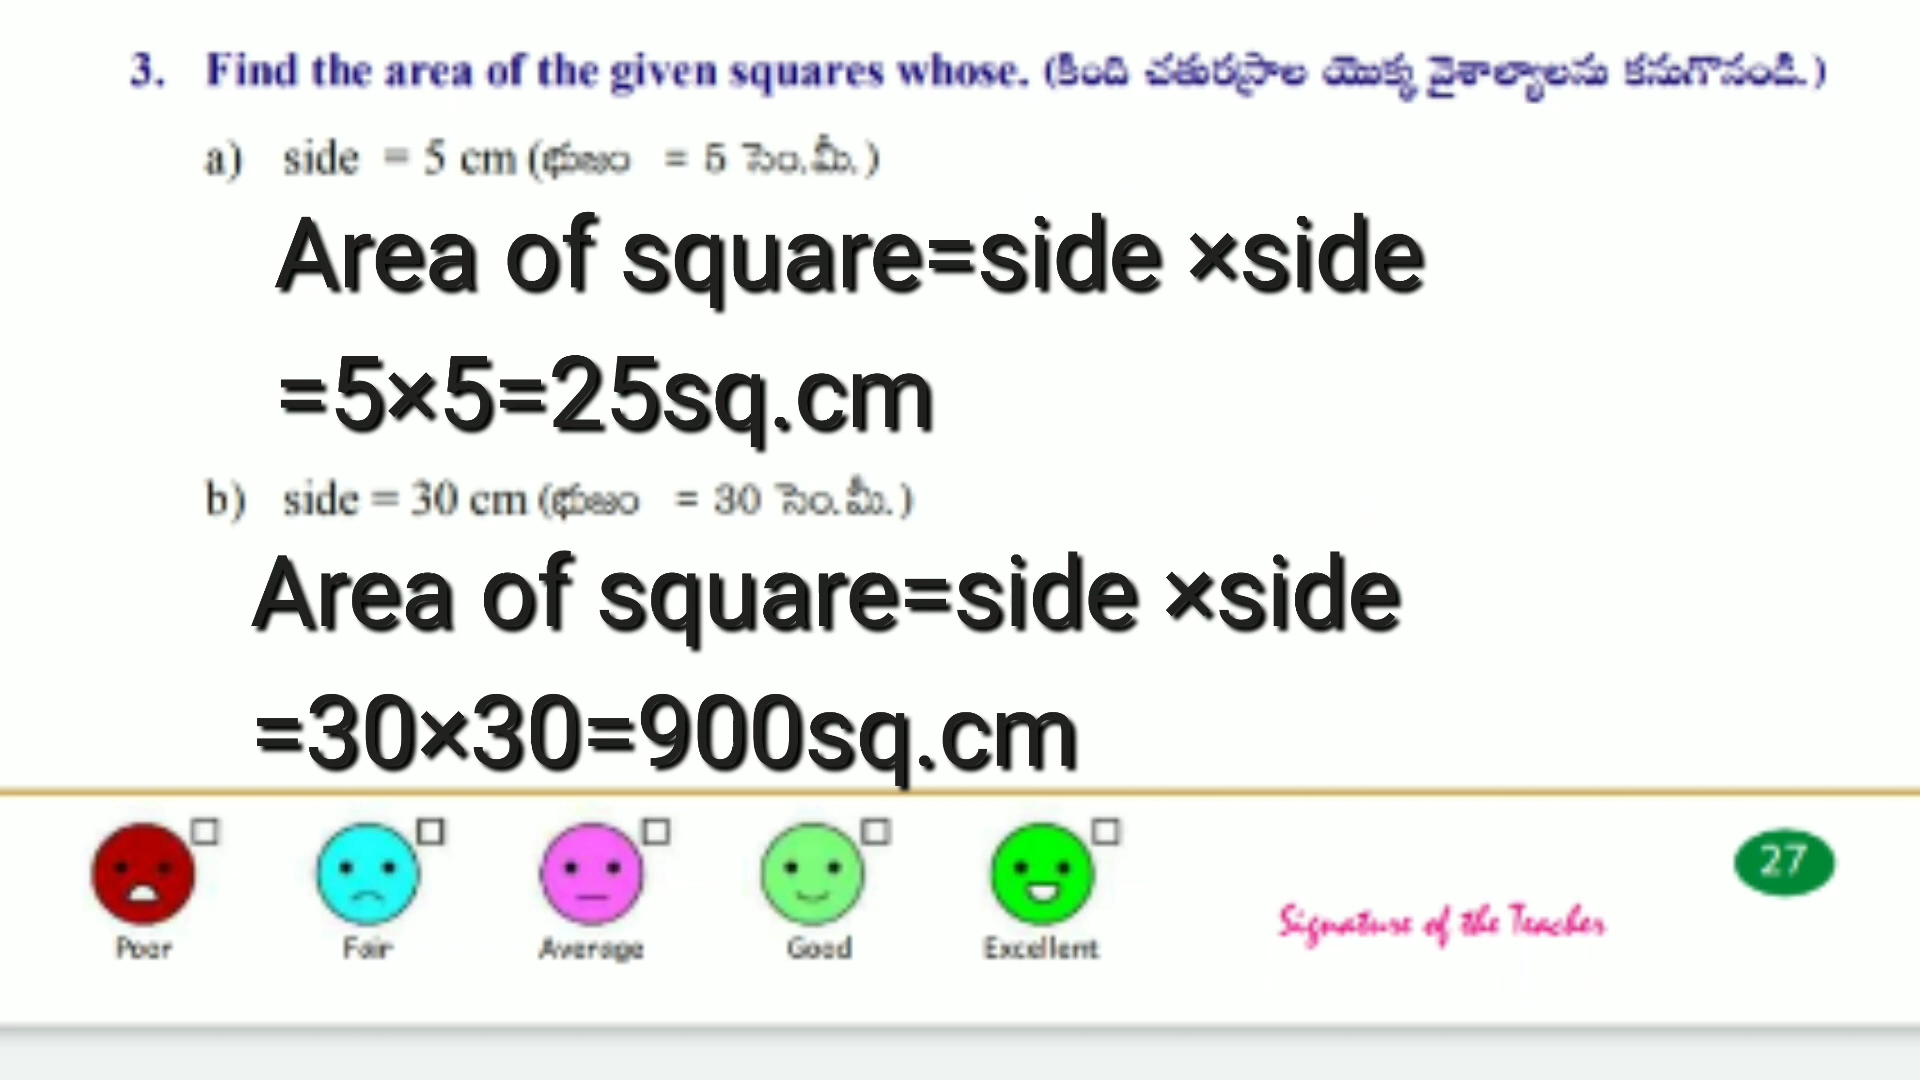 3. Find the area of the given squares whose. (కింది చతురస్రాల యొక్క వైశాల్యాలను కనుగొనండి.)
a) side = 5 cm (భుజం = 5 సెం.మీ.)
Area of square=side ×side
=5×5=25sq.cm
b) side = 30 cm (భుజం = 30 సెం.మీ.)
Area of square=side ×side
=30×30=900sq.cm
Poor Fair Average Good Excellent
Signature of the Teacher
27